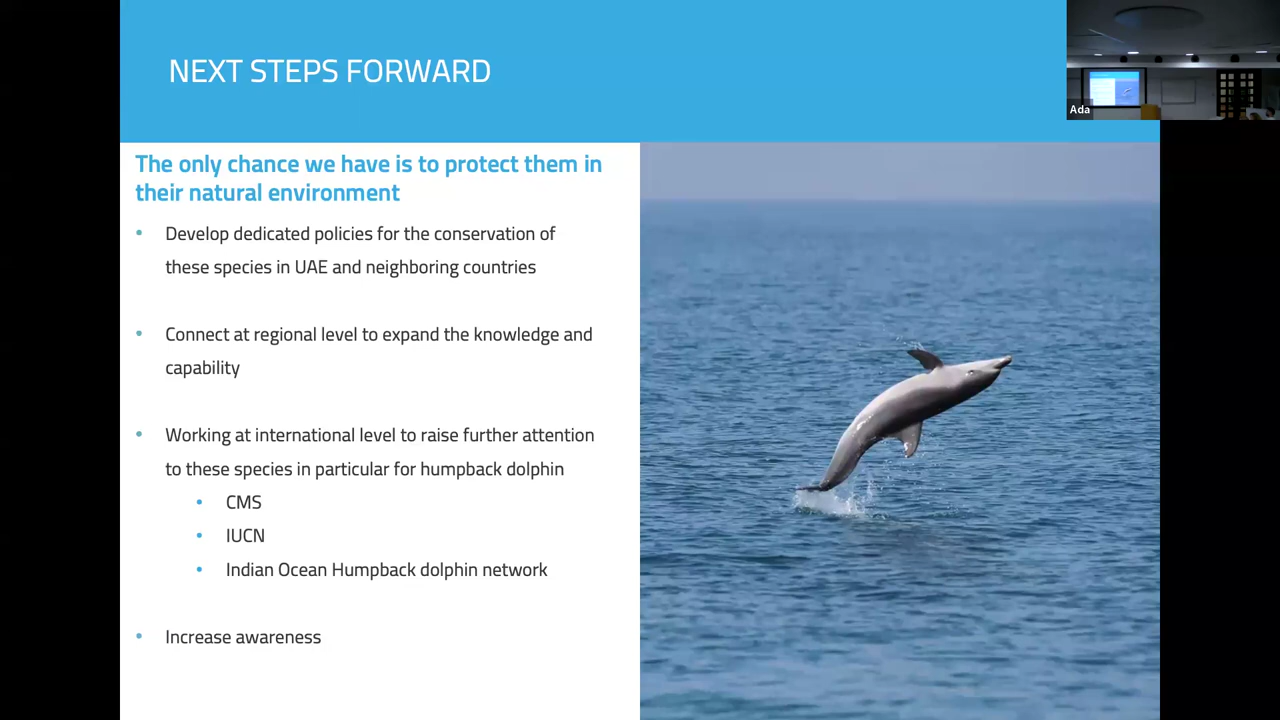 NEXT STEPS FORWARD
Ada
The only chance we have is to protect them in
their natural environment
• Develop dedicated policies for the conservation of
these species in UAE and neighboring countries
• Connect at regional level to expand the knowledge and
capability
• Working at international level to raise further attention
to these species in particular for humpback dolphin
• CMS
• IUCN
• Indian Ocean Humpback dolphin network
• Increase awareness